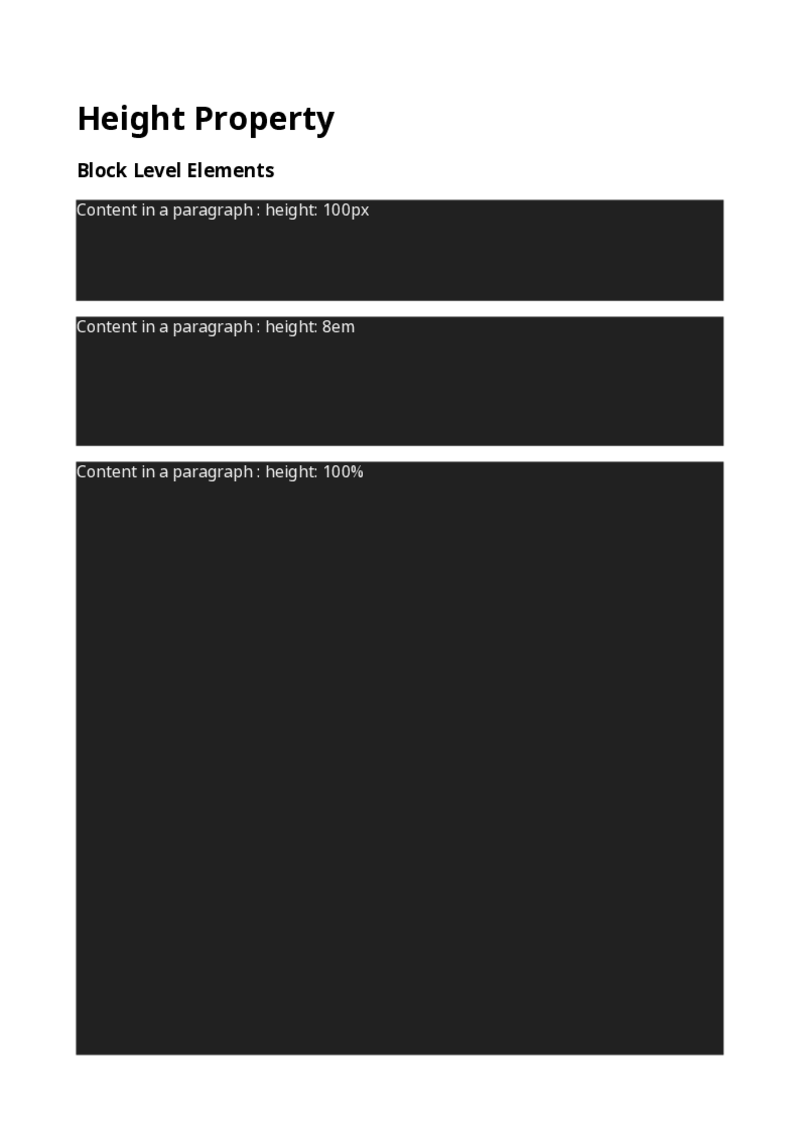 Height Property
Block Level Elements
Content in a paragraph : height: 100px
Content in a paragraph : height: 8em
Content in a paragraph : height: 100%